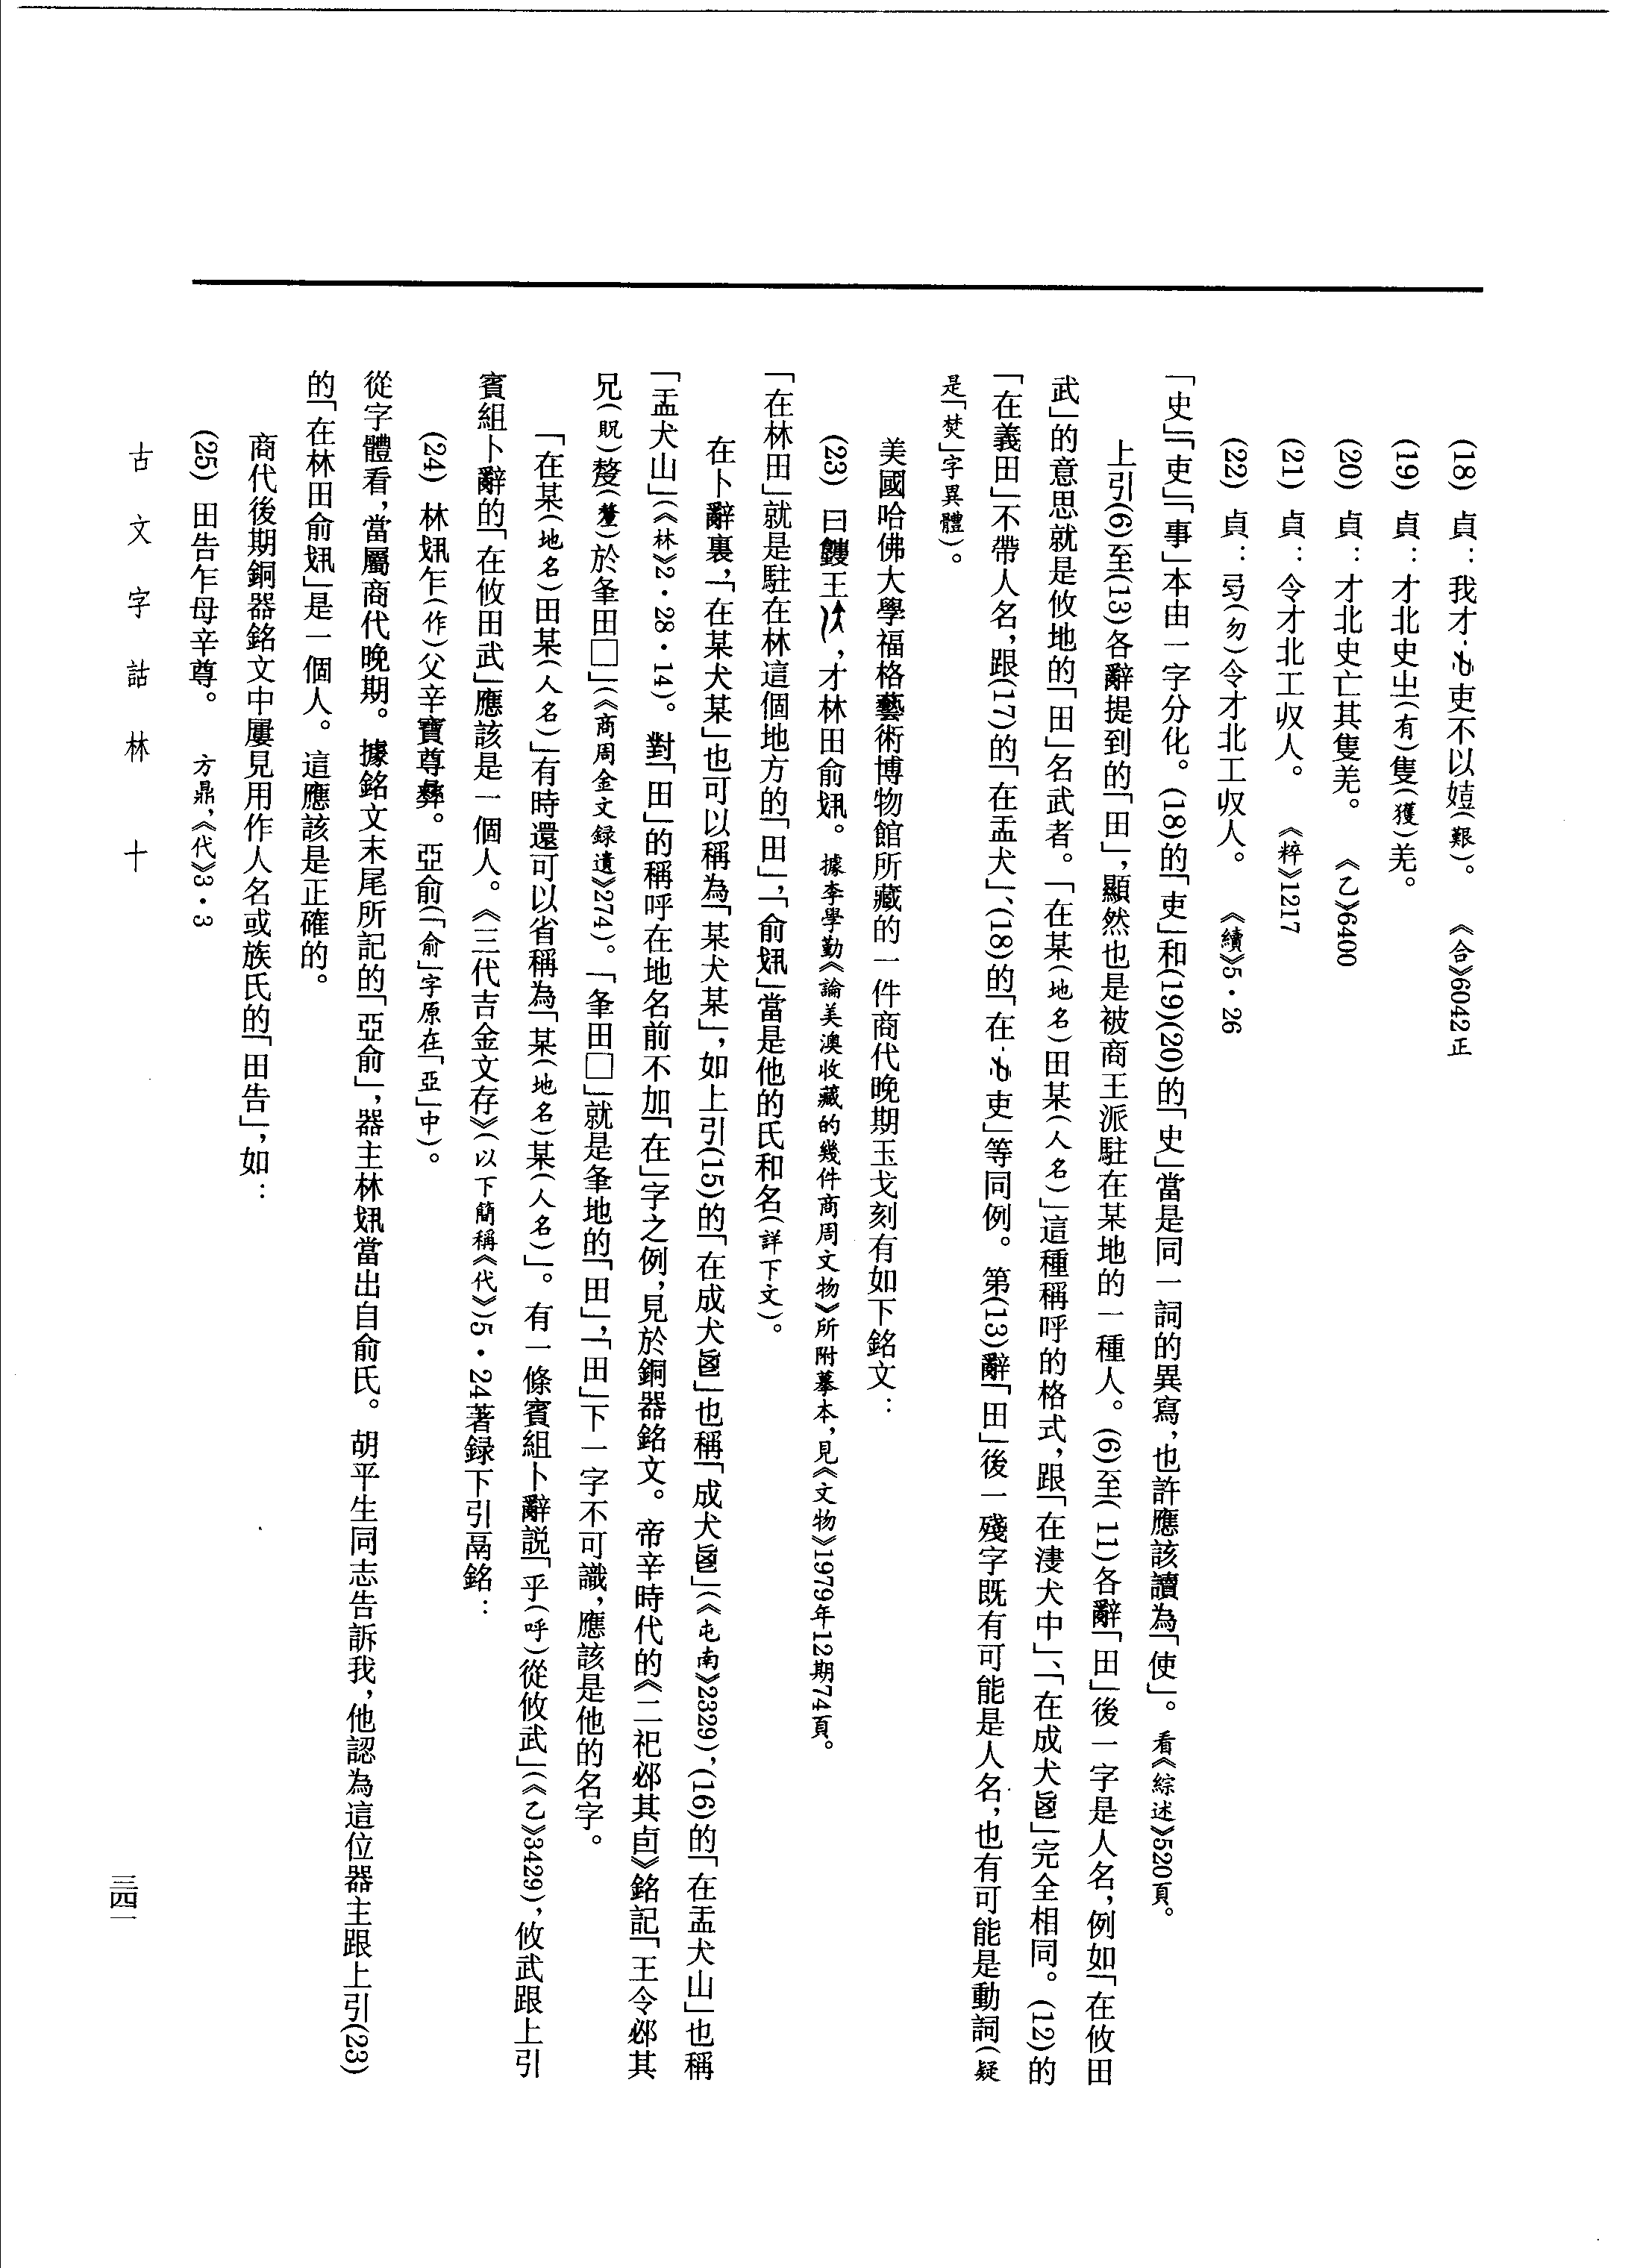 (18) 貞：我才吏不以嬉(艱)。　《合》6042正
(19) 貞：才北史㞢(有)隻(獲)羌。
(20) 貞：才北史亡其隻羌。　《乙》6400
(21) 貞：令才北工収人。　《粹》1217
(22) 貞：(勿)令才北工収人。　《續》5·26
「史」「吏」「事」本由一字分化。(18)的「吏」和(19)(20)的「史」當是同一詞的異寫，也許應該讀為「使」。看《綜述》520頁。
上引(6)至(13)各辭提到的「田」，顯然也是被商王派駐在某地的一種人。(6)至(11)各辭「田」後一字是人名，例如「在攸田
武」的意思就是攸地的「田」名武者。「在某(地名)田某(人名)」這種稱呼的格式，跟「在淒犬中」、「在成犬」完全相同。(12)的
「在義田」不帶人名，跟(17)的「在盂犬」、(18)的「在吏」等同例。第(13)辭「田」後一殘字既有可能是人名，也有可能是動詞(疑
是「焚」字異體)。
美國哈佛大學福格藝術博物館所藏的一件商代晚期玉戈刻有如下銘文：
(23) 曰王，才林田俞。據李學勤《論美澳收藏的幾件商周文物》所附摹本，見《文物》1979年12期74頁。
「在林田」就是駐在林這個地方的「田」，「俞」當是他的氏和名(詳下文)。
在卜辭裏，「在某犬某」也可以稱為「某犬某」，如上引(15)的「在成犬」也稱「成犬」(《屯南》2329)，(16)的「在盂犬山」也稱
「盂犬山」(《林》2·28·14)。對「田」的稱呼在地名前不加「在」字之例，見於銅器銘文。帝辛時代的《二祀邲其卣》銘記「王令邲其
兄(貺)(釐)於夆田□」(《商周金文録遺》274)。「夆田□」就是夆地的「田」，「田」下一字不可識，應該是他的名字。
「在某(地名)田某(人名)」有時還可以省稱為「某(地名)某(人名)」。有一條賓組卜辭説「乎(呼)從攸武」(《乙》3429)，攸武跟上引
賓組卜辭的「在攸田武」應該是一個人。《三代吉金文存》(以下簡稱《代》)5·24著録下引鬲銘：
(24) 林乍(作)父辛寶尊彝。亞俞(「俞」字原在「亞」中)。
從字體看，當屬商代晚期。據銘文末尾所記的「亞俞」，器主林當出自俞氏。胡平生同志告訴我，他認為這位器主跟上引(23)
的「在林田俞」是一個人。這應該是正確的。
商代後期銅器銘文中屢見用作人名或族氏的「田告」，如：
(25) 田告乍母辛尊。　方鼎，《代》3·3
古文字詁林　十
三四一